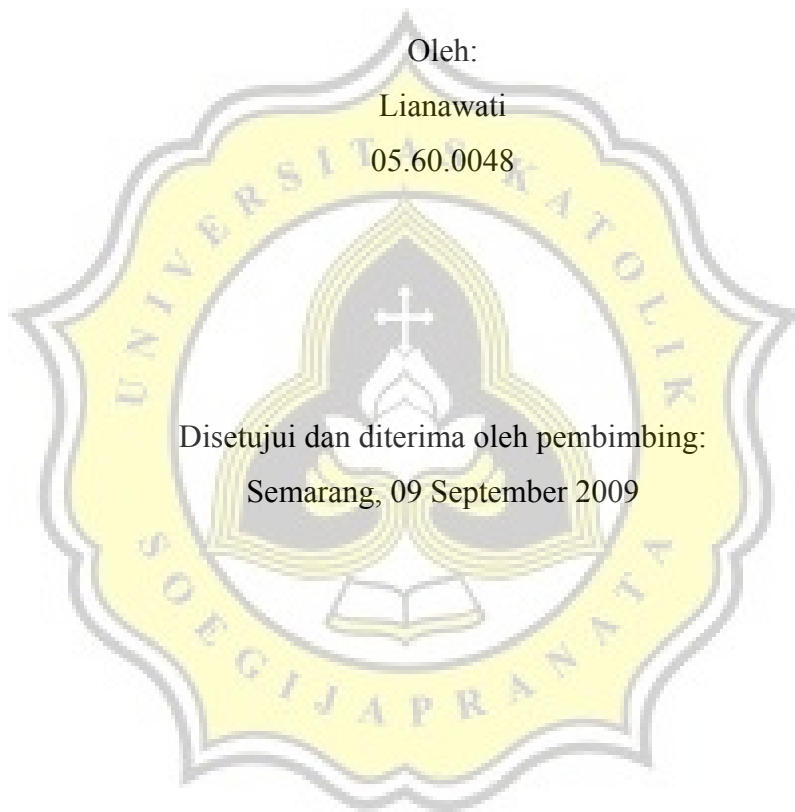 Oleh:
Lianawati
05.60.0048
UNIVERSITAS KATOLIK
Disetujui dan diterima oleh pembimbing:
Semarang, 09 September 2009
SOEGIJAPRANATA